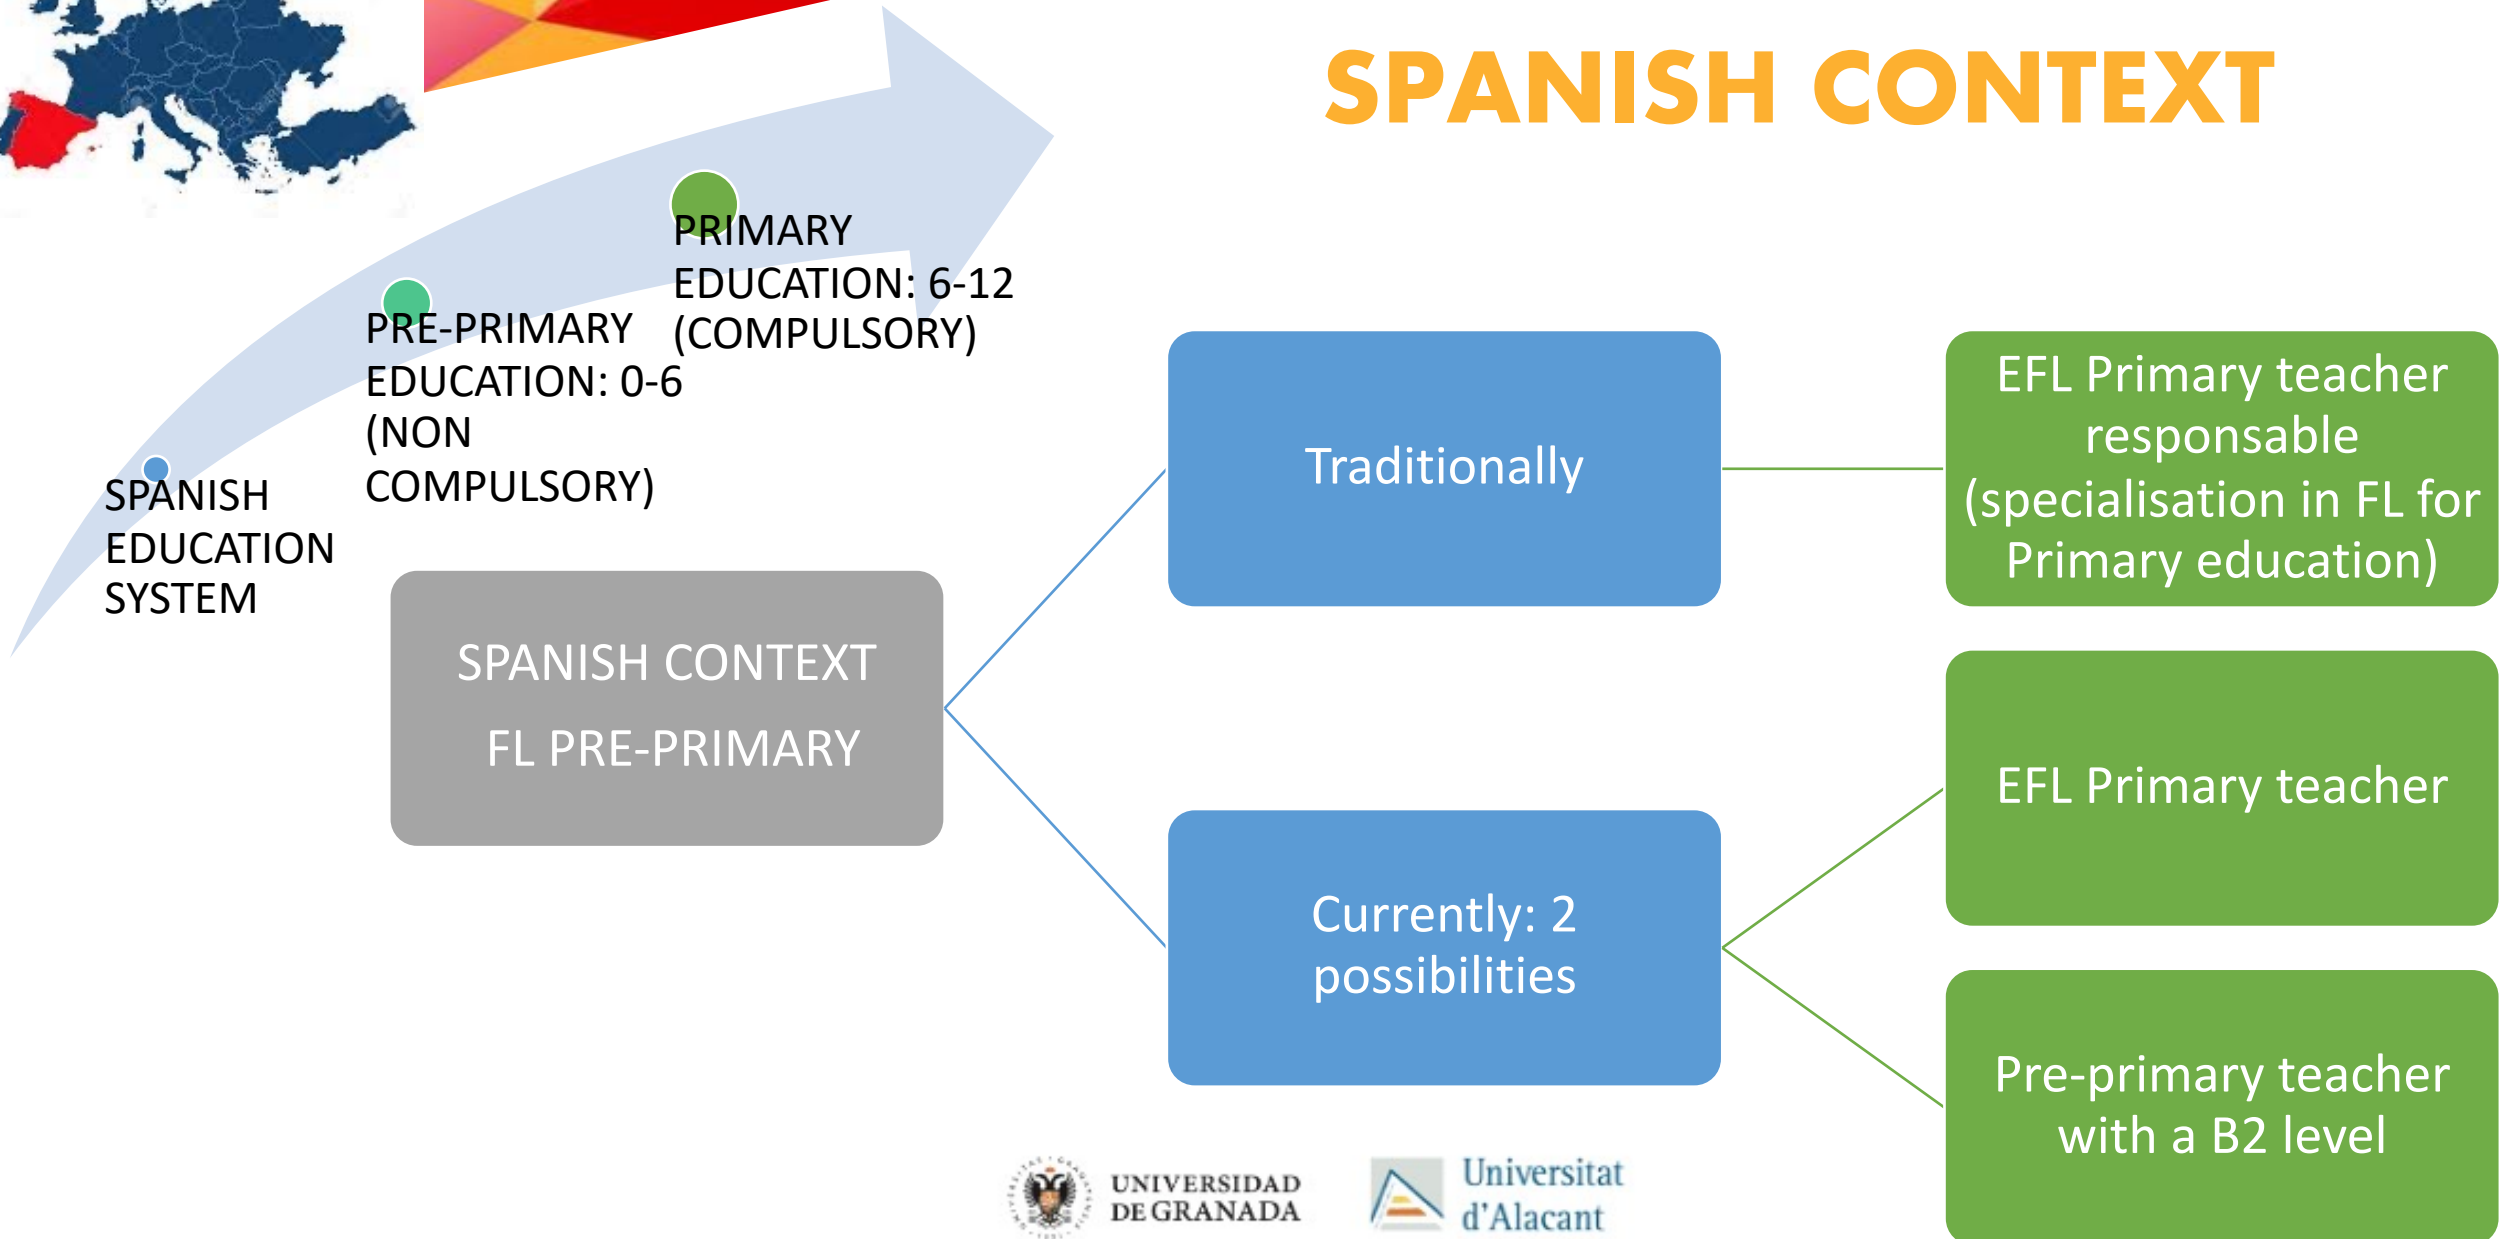 SPANISH CONTEXT
SPANISH
EDUCATION
SYSTEM
PRE-PRIMARY
EDUCATION: 0-6
(NON
COMPULSORY)
PRIMARY
EDUCATION: 6-12
(COMPULSORY)
SPANISH CONTEXT
FL PRE-PRIMARY
Traditionally
EFL Primary teacher
responsable
(specialisation in FL for
Primary education)
Currently: 2
possibilities
EFL Primary teacher
Pre-primary teacher
with a B2 level
UNIVERSIDAD
DE GRANADA
Universitat
d'Alacant